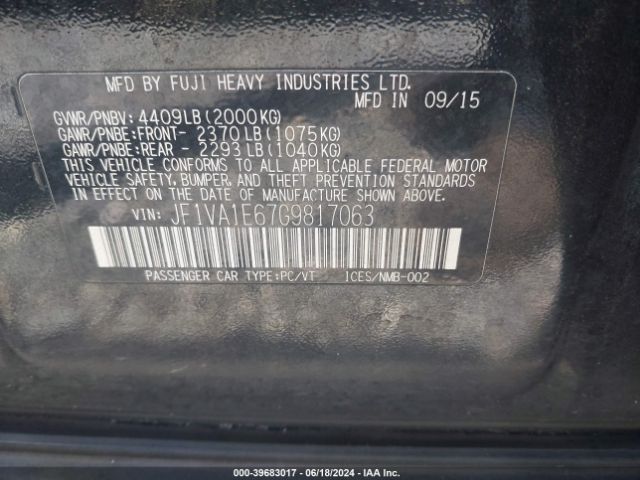 MFD BY FUJI HEAVY INDUSTRIES LTD.
MFD IN 09/15
GVWR/PNBV: 4409LB(2000KG)
GAWR/PNBE:FRONT- 2370LB(1075KG)
GAWR/PNBE:REAR - 2293LB(1040KG)
THIS VEHICLE CONFORMS TO ALL APPLICABLE FEDERAL MOTOR
VEHICLE SAFETY, BUMPER, AND THEFT PREVENTION STANDARDS
IN EFFECT ON THE DATE OF MANUFACTURE SHOWN ABOVE.
VIN: JF1VA1E67G9817063
PASSENGER CAR TYPE:PC/VT ICES/NMB-002
000-39683017 - 06/18/2024 - IAA Inc.